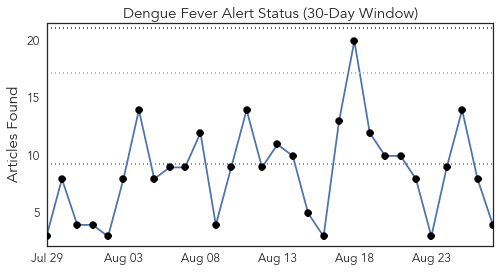 Dengue Fever Alert Status (30-Day Window)
Articles Found
20
15
10
5
Jul 29 Aug 03 Aug 08 Aug 13 Aug 18 Aug 23